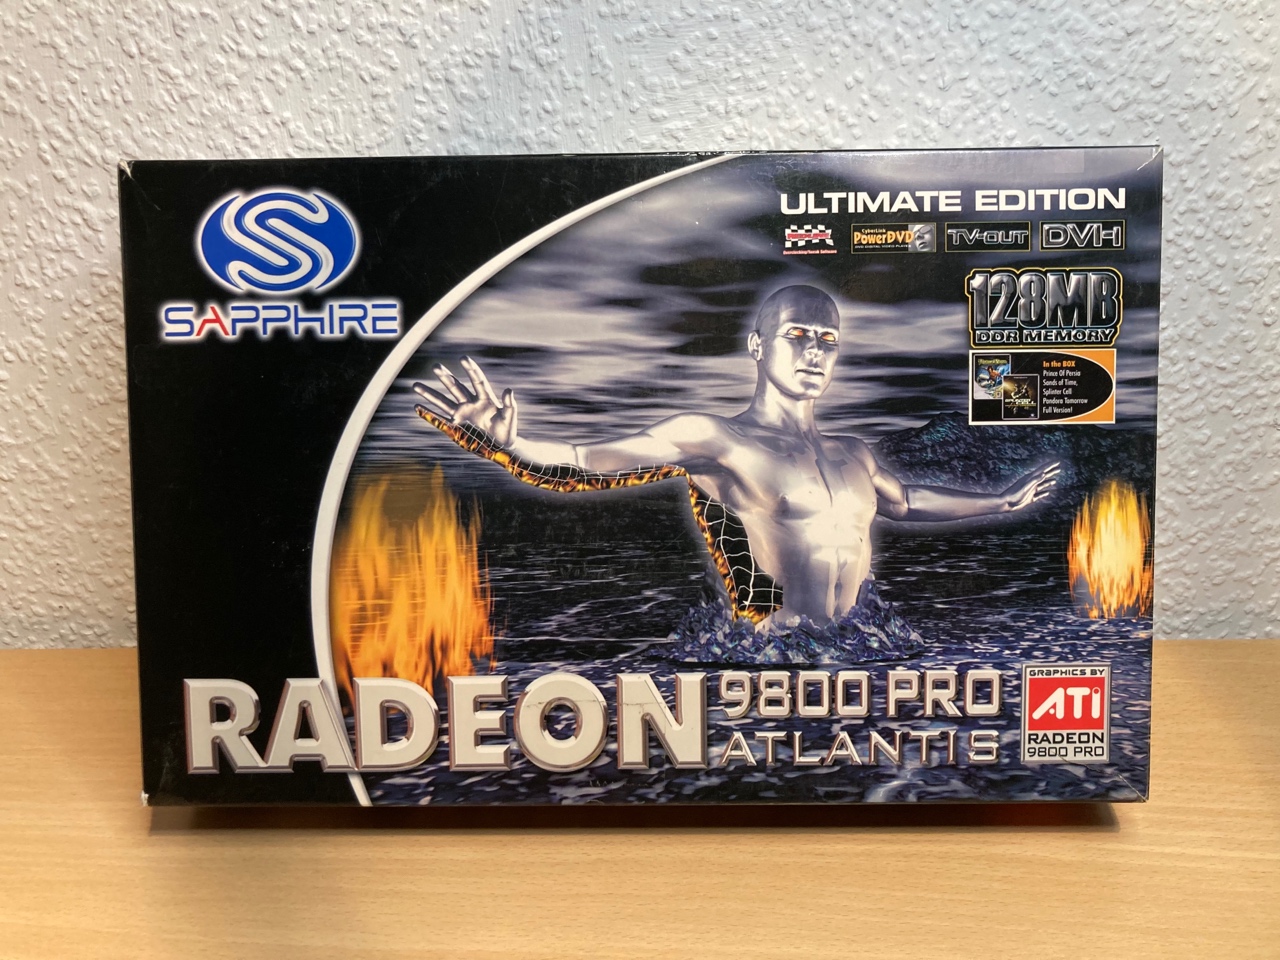 SAPPHIRE
ULTIMATE EDITION
CyberLink
PowerDVD
TV-OUT
DVI-I
128MB
DDR MEMORY
In the BOX
Prince Of Persia
Sands of Time,
Splinter Cell
Pandora Tomorrow
Full Version!
RADEON
9800 PRO
ATLANTIS
GRAPHICS BY
ATi
RADEON
9800 PRO